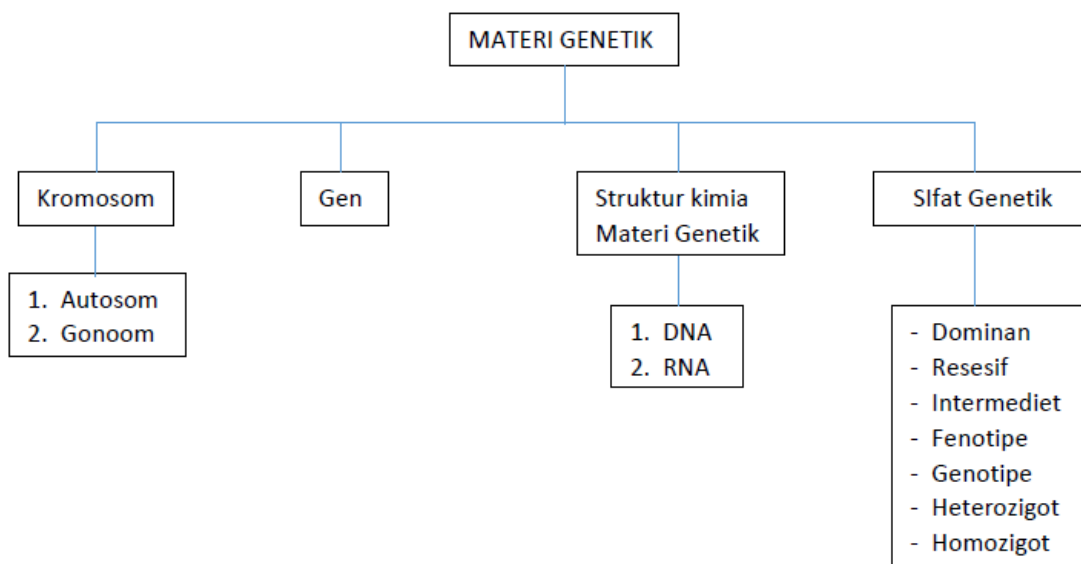 MATERI GENETIK
Kromosom
Gen
Struktur kimia
Materi Genetik
SIfat Genetik
1. Autosom
2. Gonoom
1. DNA
2. RNA
- Dominan
- Resesif
- Intermediet
- Fenotipe
- Genotipe
- Heterozigot
- Homozigot